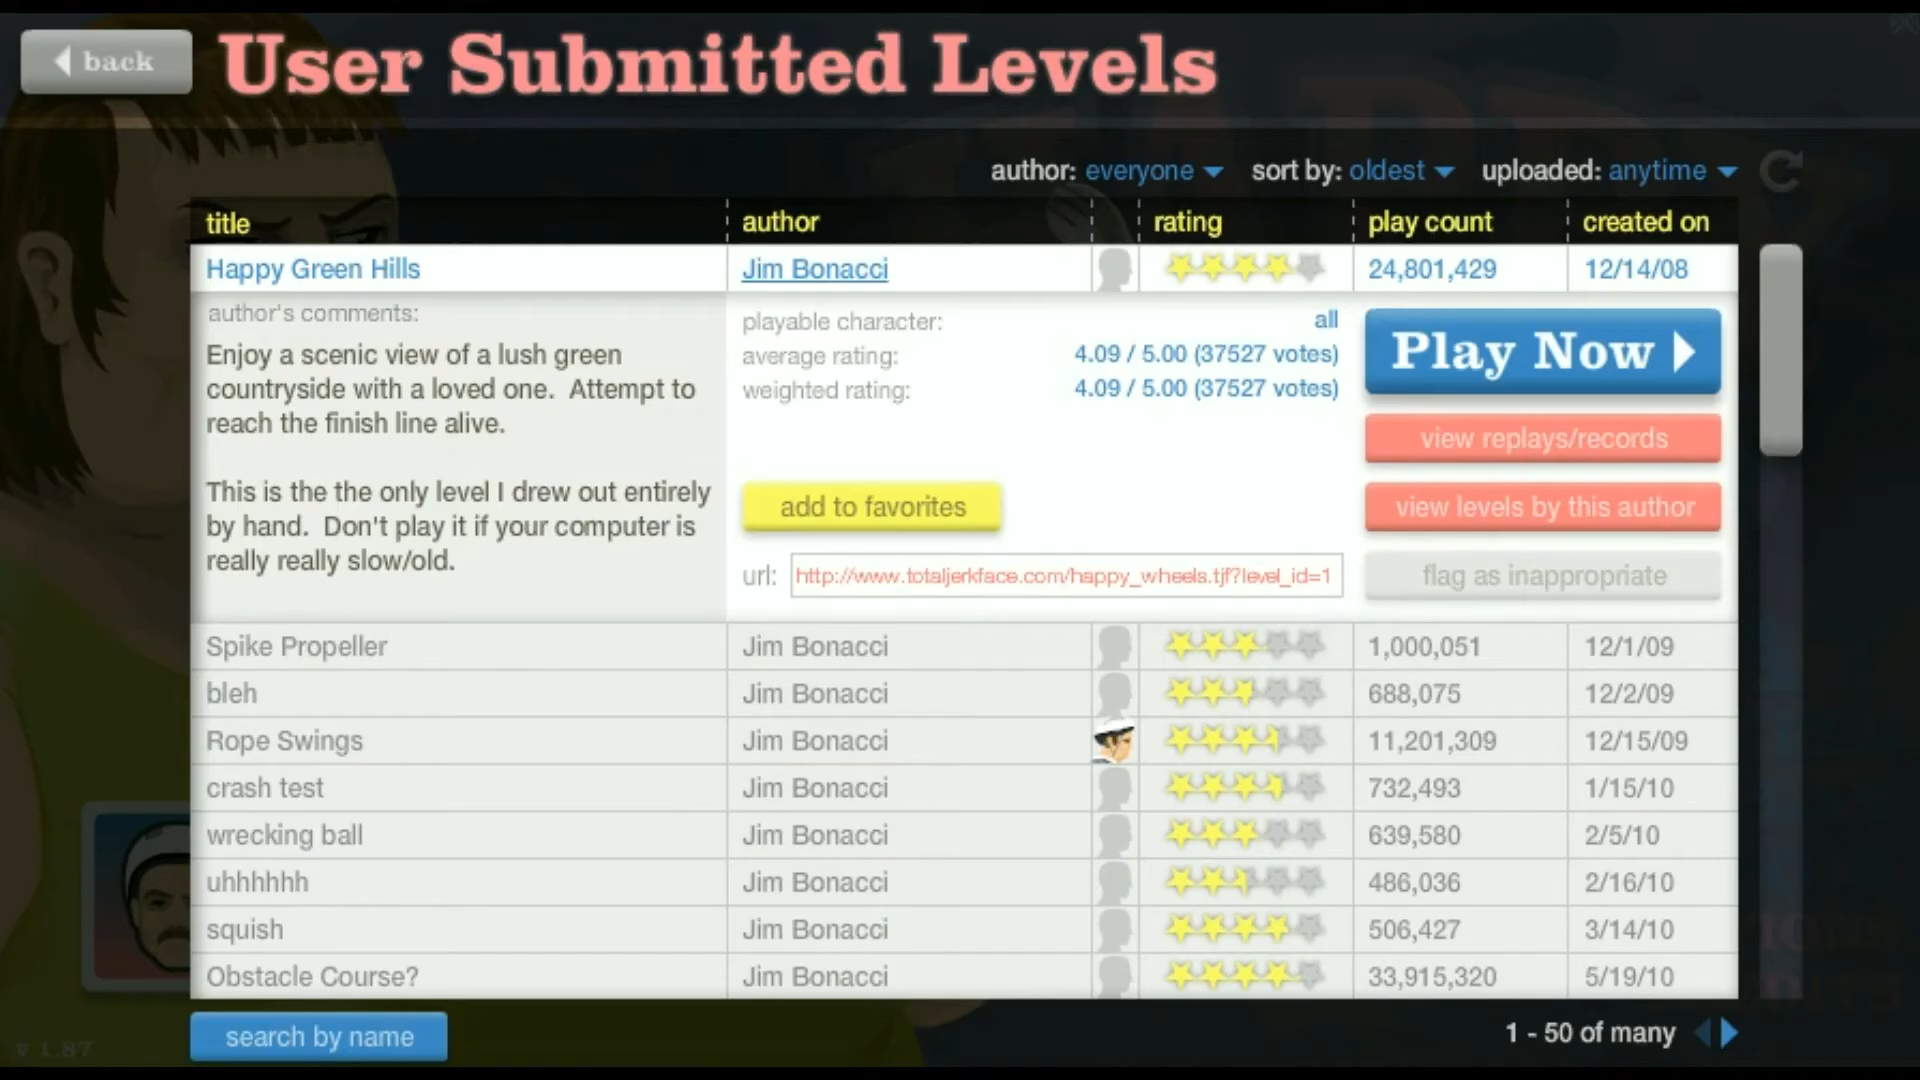 back
User Submitted Levels
author: everyone sort by: oldest uploaded: anytime
title author rating play count created on
Happy Green Hills Jim Bonacci 24,801,429 12/14/08
author's comments:
Enjoy a scenic view of a lush green
countryside with a loved one. Attempt to
reach the finish line alive.
This is the the only level I drew out entirely
by hand. Don't play it if your computer is
really really slow/old.
playable character: all
average rating: 4.09 / 5.00 (37527 votes)
weighted rating: 4.09 / 5.00 (37527 votes)
add to favorites
url: http://www.totaljerkface.com/happy_wheels.tjf?level_id=1
Play Now
view replays/records
view levels by this author
flag as inappropriate
Spike Propeller Jim Bonacci 1,000,051 12/1/09
bleh Jim Bonacci 688,075 12/2/09
Rope Swings Jim Bonacci 11,201,309 12/15/09
crash test Jim Bonacci 732,493 1/15/10
wrecking ball Jim Bonacci 639,580 2/5/10
uhhhhhh Jim Bonacci 486,036 2/16/10
squish Jim Bonacci 506,427 3/14/10
Obstacle Course? Jim Bonacci 33,915,320 5/19/10
search by name
1 - 50 of many
v 1.87